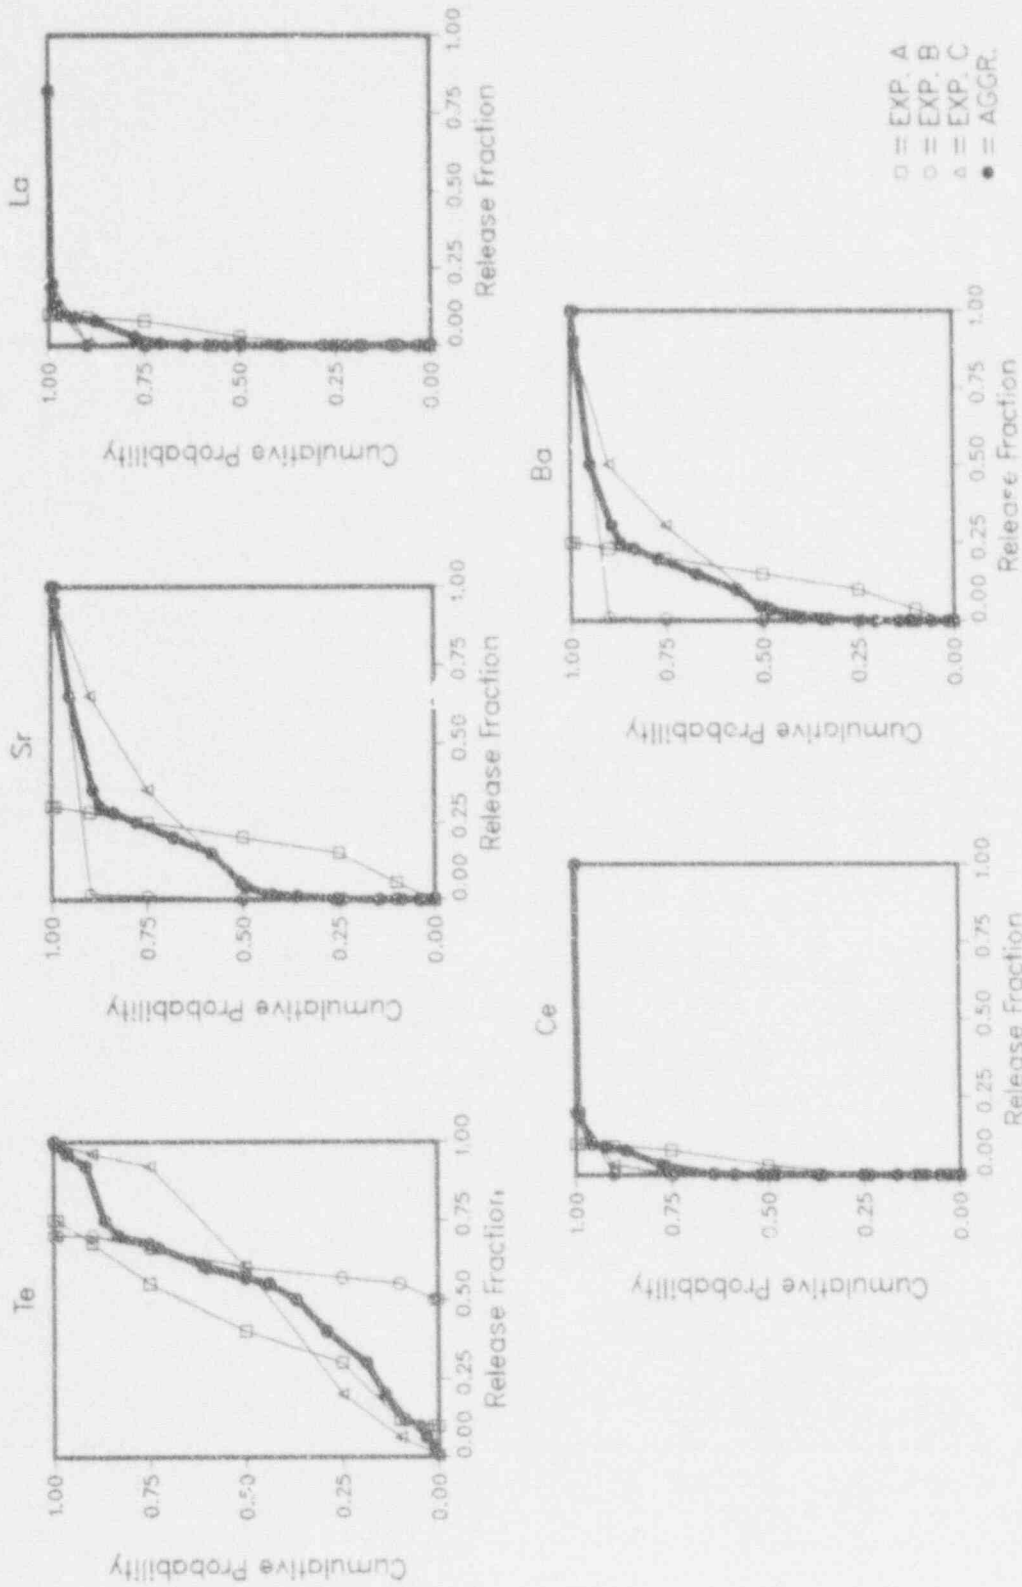 Te
Cumulative Probability
1.00
0.75
0.50
0.25
0.00
0.00 0.25 0.50 0.75 1.00
Release Fraction
Sr
Cumulative Probability
1.00
0.75
0.50
0.25
0.00
0.00 0.25 0.50 0.75 1.00
Release Fraction
La
Cumulative Probability
1.00
0.75
0.50
0.25
0.00
0.00 0.25 0.50 0.75 1.00
Release Fraction
Ce
Cumulative Probability
1.00
0.75
0.50
0.25
0.00
0.00 0.25 0.50 0.75 1.00
Release Fraction
Ba
Cumulative Probability
1.00
0.75
0.50
0.25
0.00
0.00 0.25 0.50 0.75 1.00
Release Fraction
□ = EXP. A
○ = EXP. B
△ = EXP. C
● = AGGR.